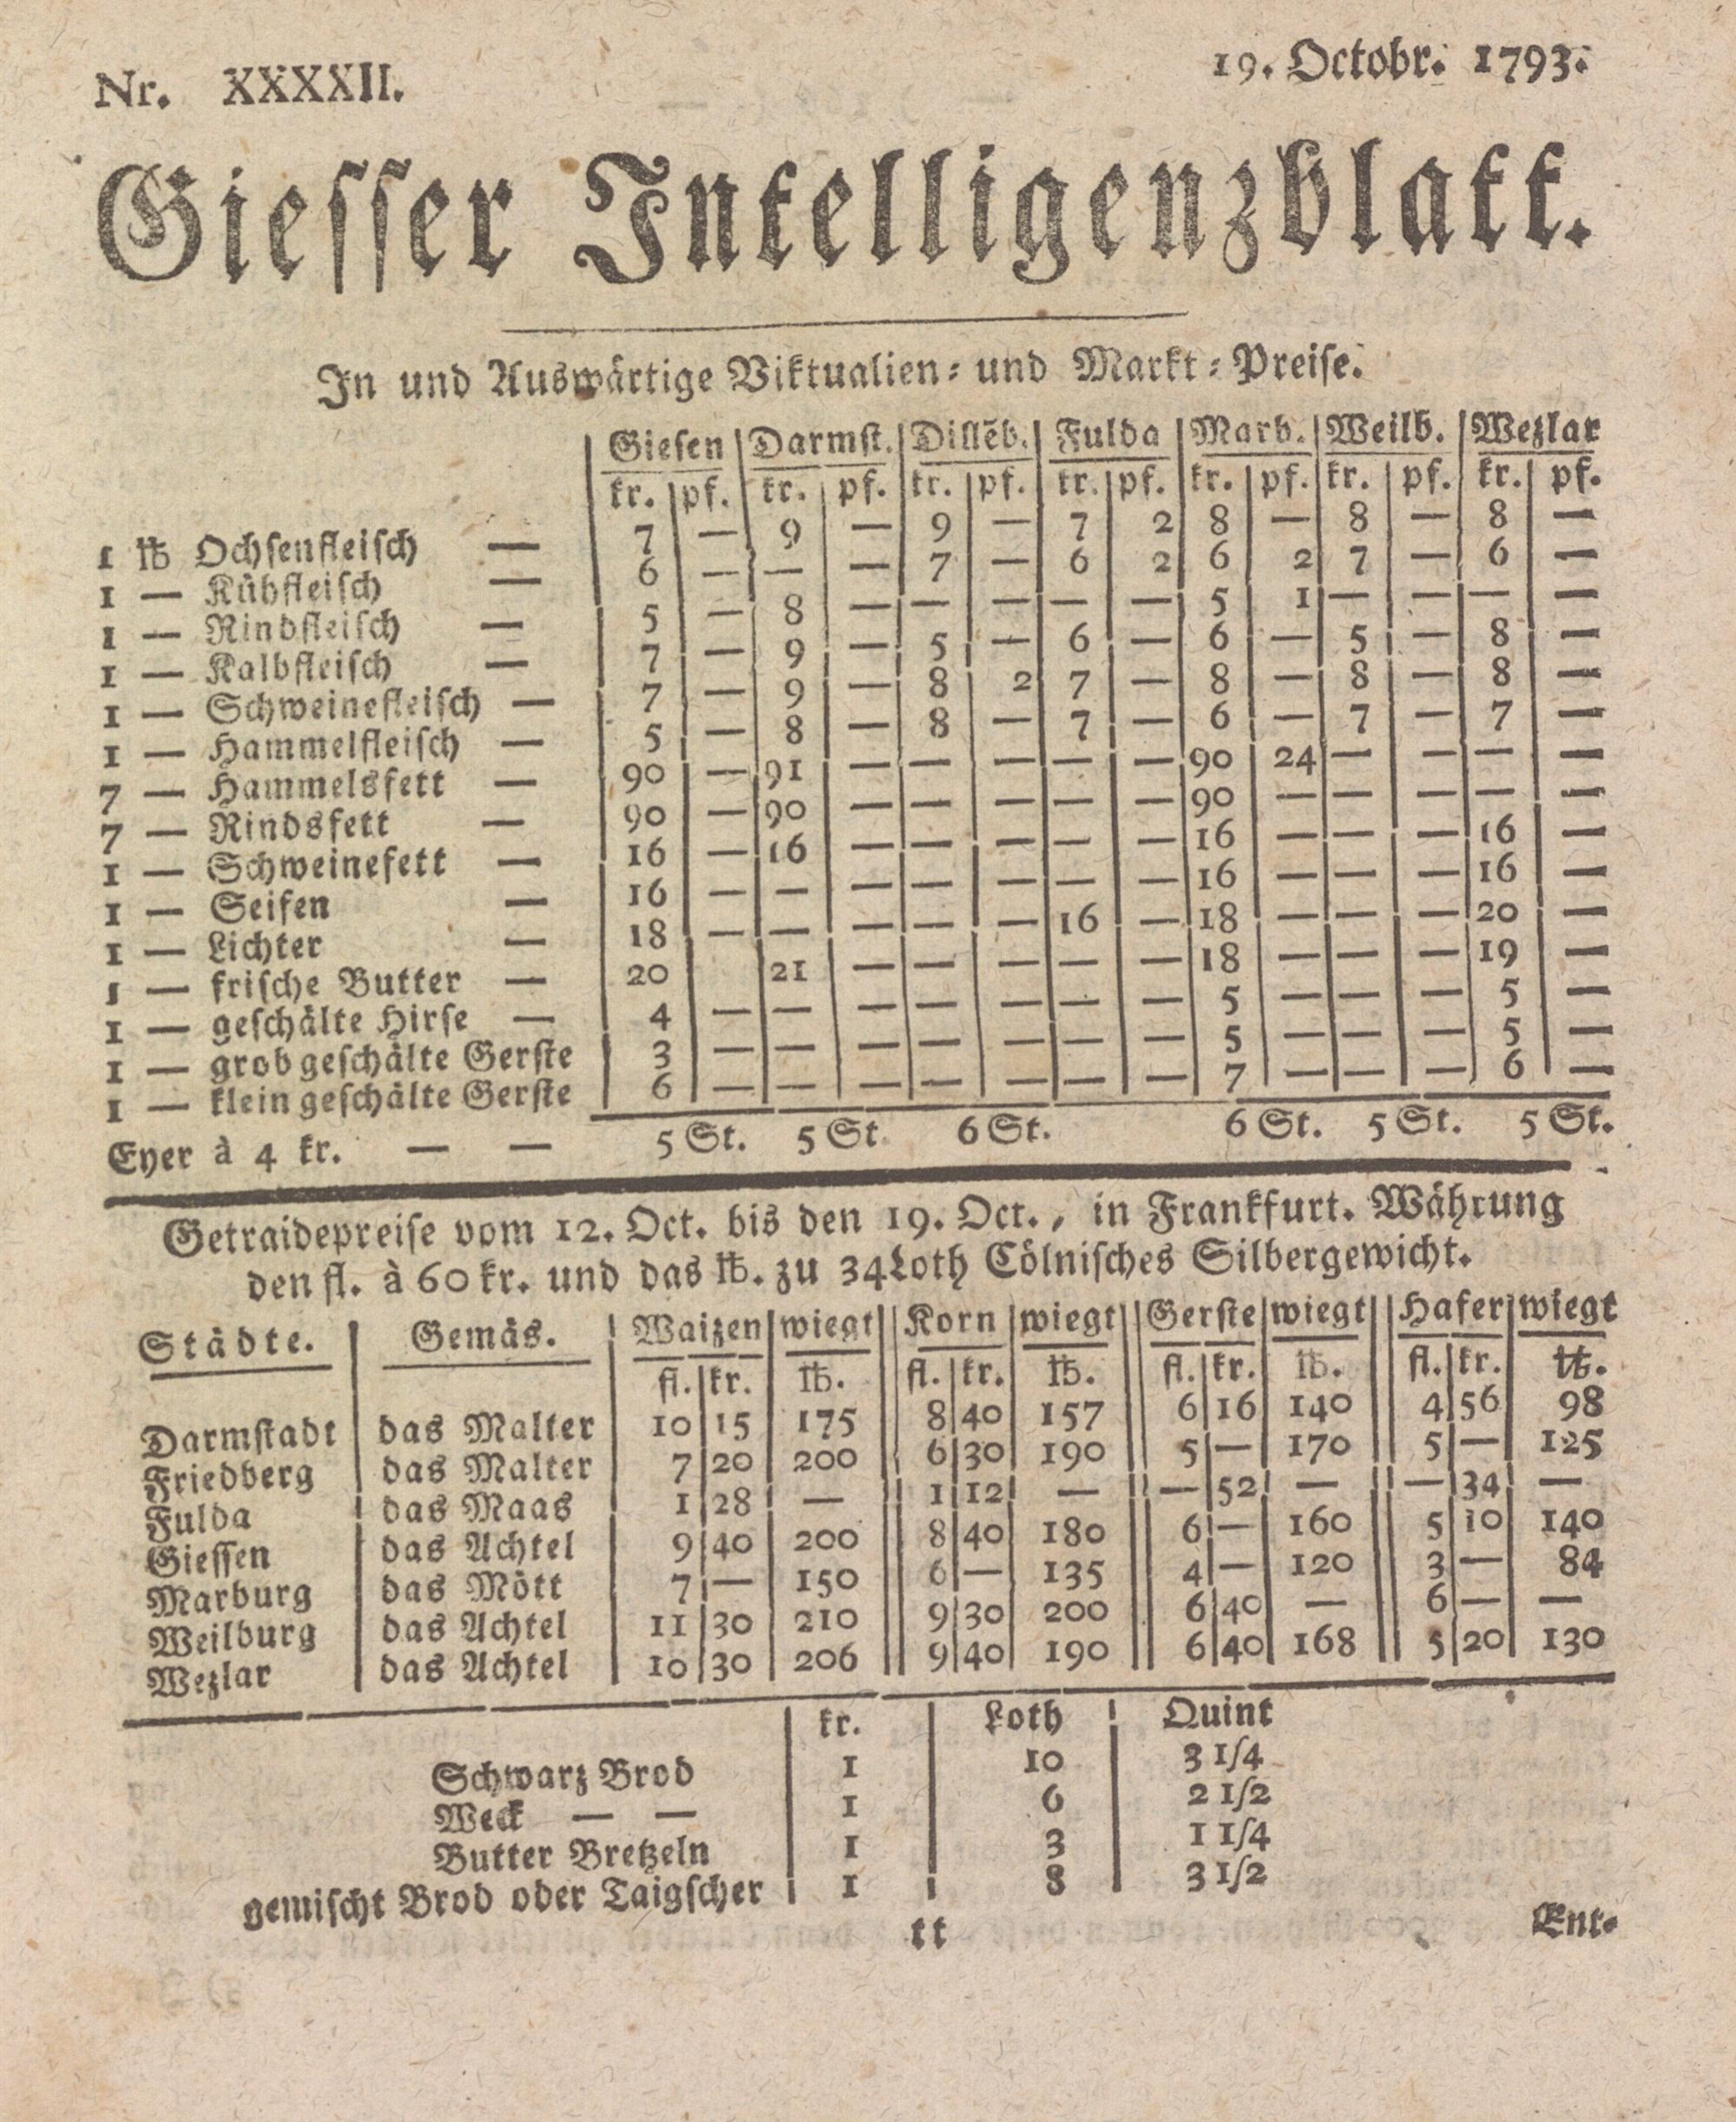 Nr. XXXXII. 19. Octobr. 1793.
Giesser Intelligenzblatt.
In und Auswärtige Viktualien- und Markt-Preise.
Giesen Darmst. Dillēb. Fulda Marb. Weilb. Wezlar
kr. pf. kr. pf. kr. pf. kr. pf. kr. pf. kr. pf. kr. pf.
1 ℔ Ochsenfleisch — 7 — 9 — 9 — 7 2 8 — 8 — 8 —
1 — Kühfleisch — 6 — — — 7 — 6 2 6 2 7 — 6 —
1 — Rindfleisch — 5 — 8 — — — — — 5 1 — — — —
1 — Kalbfleisch — 7 — 9 — 5 — 6 — 6 — 5 — 8 —
1 — Schweinefleisch — 7 — 9 — 8 2 7 — 8 — 8 — 8 —
1 — Hammelfleisch — 5 — 8 — 8 — 7 — 6 — 7 — 7 —
7 — Hammelsfett — 90 — 91 — — — — — 90 24 — — — —
7 — Rindsfett — 90 — 90 — — — — — 90 — — — — —
1 — Schweinefett — 16 — 16 — — — — — 16 — — — 16 —
1 — Seifen — 16 — — — — — — — 16 — — — 16 —
1 — Lichter — 18 — — — — — 16 — 18 — — — 20 —
1 — frische Butter — 20 21 — — — — — 18 — — — 19 —
1 — geschälte Hirse — 4 — — — — — — — 5 — — — 5 —
1 — grob geschälte Gerste 3 — — — — — — — 5 — — — 5 —
1 — klein geschälte Gerste 6 — — — — — — — 7 — — — 6 —
Eyer à 4 kr. — — 5 St. 5 St 6 St. 6 St. 5 St. 5 St.
Getraidepreise vom 12. Oct. bis den 19. Oct., in Frankfurt. Währung
den fl. à 60 kr. und das ℔. zu 34 Loth Cölnisches Silbergewicht.
Städte. Gemäs. Waizen wiegt Korn wiegt Gerste wiegt Hafer wiegt
fl. kr. ℔. fl. kr. ℔. fl. kr. ℔. fl. kr. ℔.
Darmstadt das Malter 10 15 175 8 40 157 6 16 140 4 56 98
Friedberg das Malter 7 20 200 6 30 190 5 — 170 5 — 125
Fulda das Maas 1 28 — 1 12 — — 52 — — 34 —
Giessen das Achtel 9 40 200 8 40 180 6 — 160 5 10 140
Marburg das Mött 7 — 150 6 — 135 4 — 120 3 — 84
Weilburg das Achtel 11 30 210 9 30 200 6 40 — 6 — —
Wezlar das Achtel 10 30 206 9 40 190 6 40 168 5 20 130
kr. Loth Quint
Schwarz Brod 1 10 3 1/4
Weck — — 1 6 2 1/2
Butter Bretzeln 1 3 1 1/4
gemischt Brod oder Taigscher 1 8 3 1/2
tt Ent-